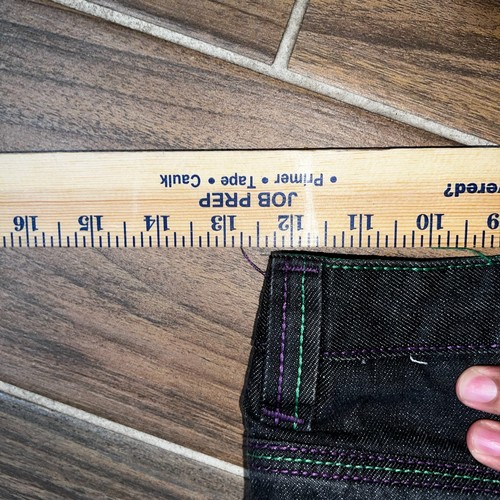 9 10 11 12 13 14 15 16
JOB PREP
vered?
• Primer • Tape • Caulk